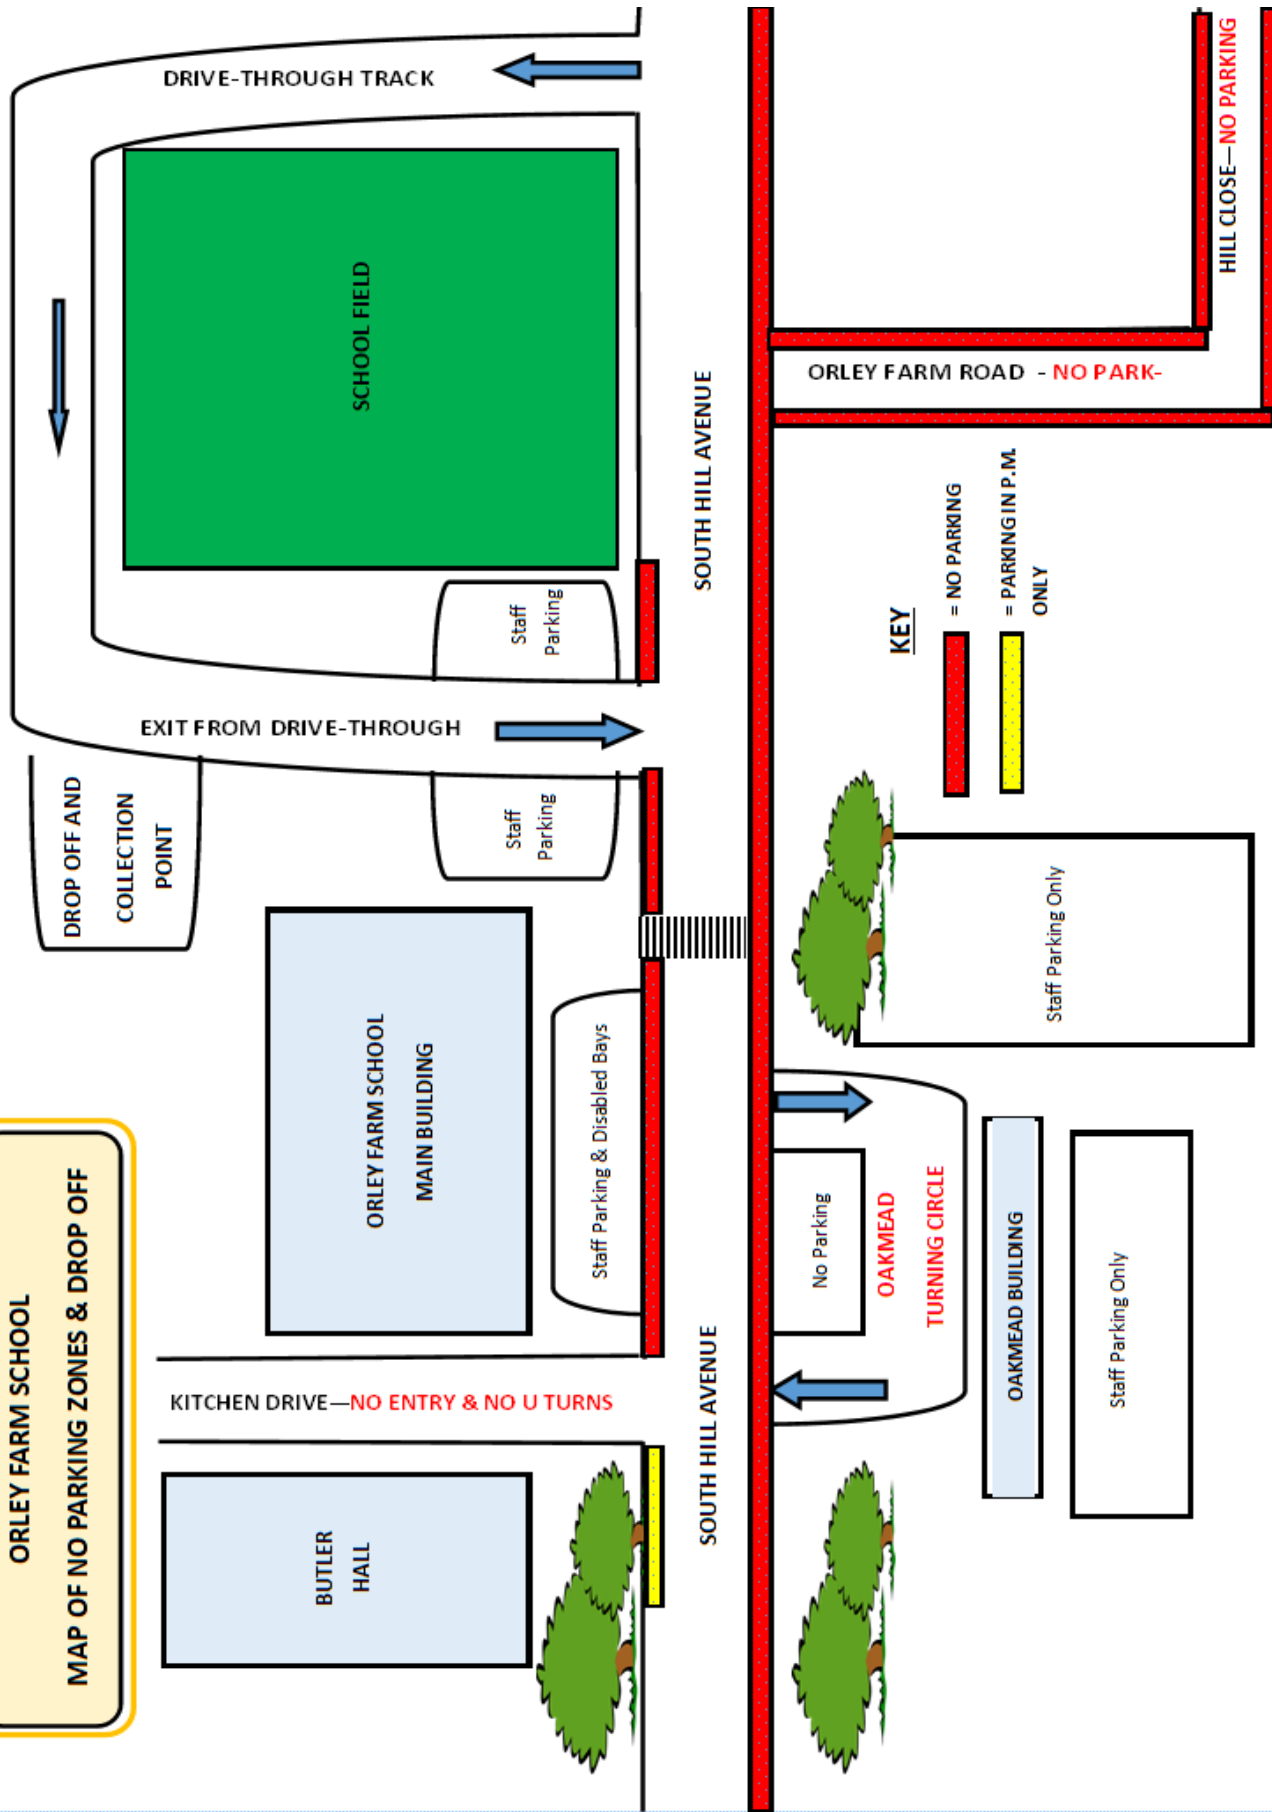 ORLEY FARM SCHOOL
MAP OF NO PARKING ZONES & DROP OFF
DRIVE-THROUGH TRACK
SCHOOL FIELD
Staff
Parking
EXIT FROM DRIVE-THROUGH
DROP OFF AND
COLLECTION
POINT
Staff
Parking
ORLEY FARM SCHOOL
MAIN BUILDING
Staff Parking & Disabled Bays
KITCHEN DRIVE—NO ENTRY & NO U TURNS
BUTLER
HALL
SOUTH HILL AVENUE
SOUTH HILL AVENUE
HILL CLOSE—NO PARKING
ORLEY FARM ROAD - NO PARK-
KEY
= NO PARKING
= PARKING IN P.M.
ONLY
Staff Parking Only
No Parking
OAKMEAD
TURNING CIRCLE
OAKMEAD BUILDING
Staff Parking Only